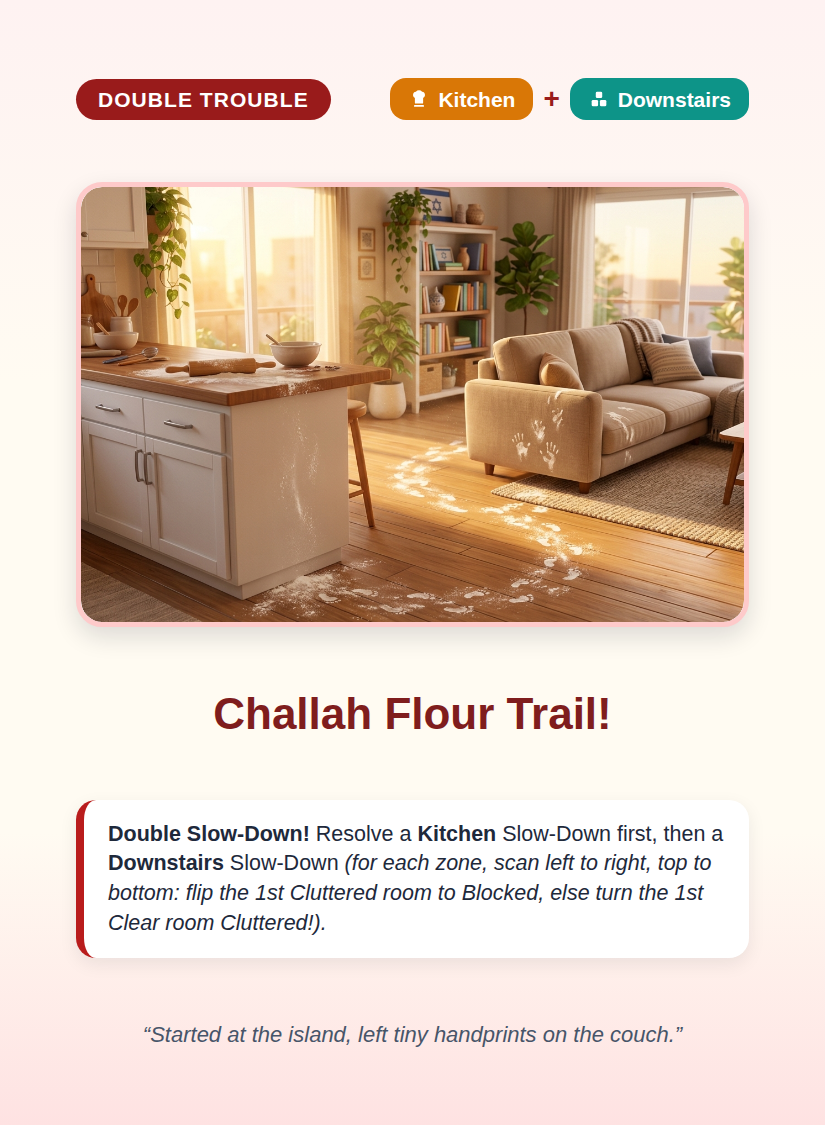 DOUBLE TROUBLE
Kitchen + Downstairs
Challah Flour Trail!
Double Slow-Down! Resolve a Kitchen Slow-Down first, then a
Downstairs Slow-Down (for each zone, scan left to right, top to
bottom: flip the 1st Cluttered room to Blocked, else turn the 1st
Clear room Cluttered!).
“Started at the island, left tiny handprints on the couch.”